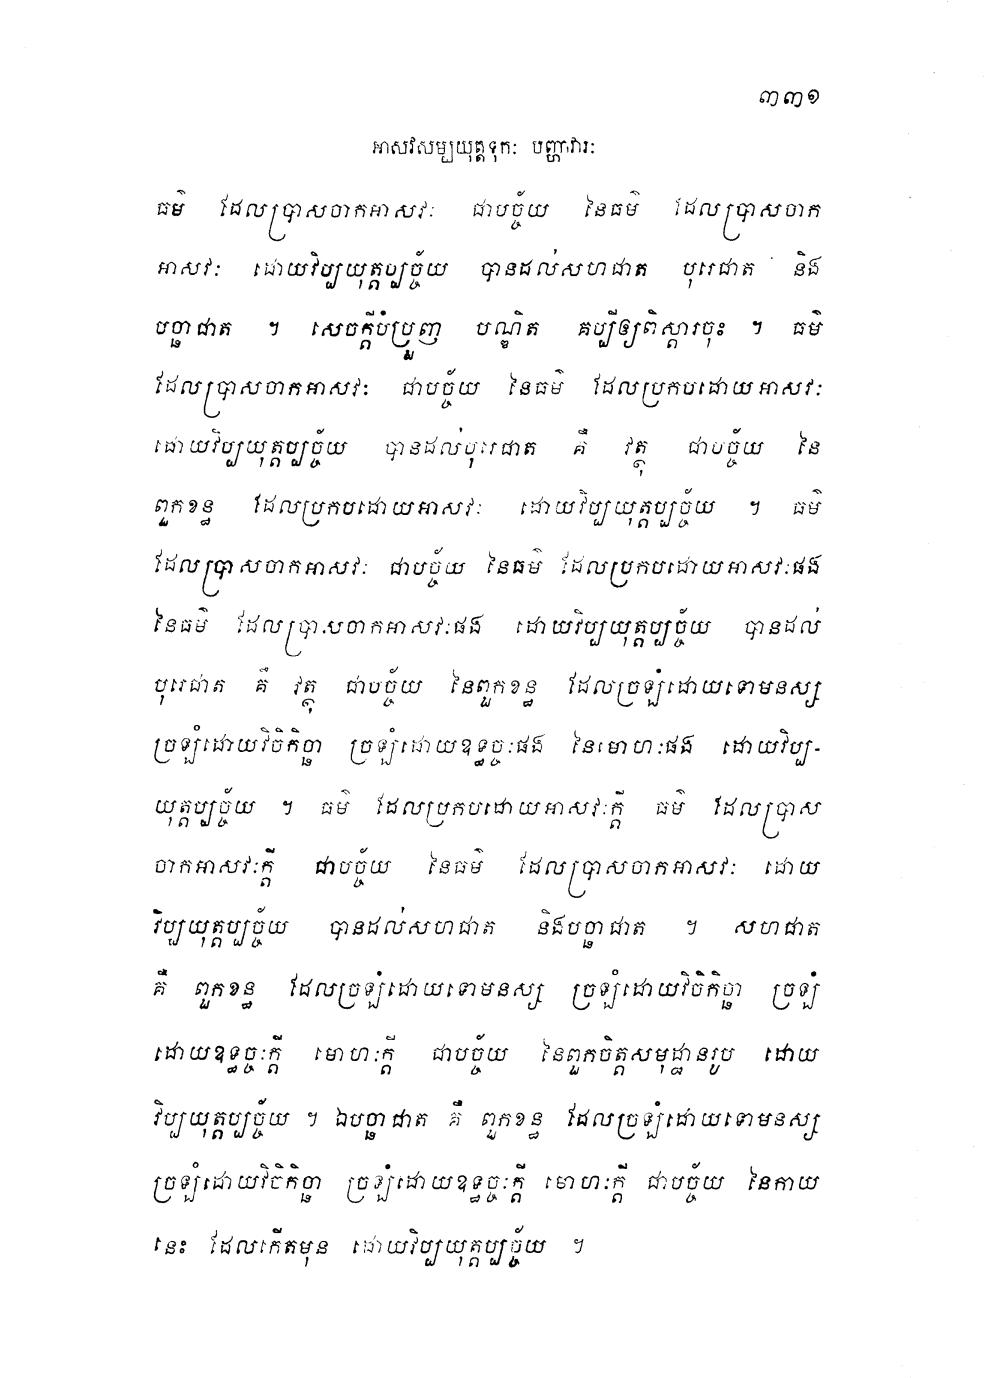 ៣៣១
អាសវសម្បយុត្តទុកៈ បញ្ហាវារៈ
ធម៌ ដែលប្រាសចាកអាសវៈ ជាបច្ច័យ នៃធម៌ ដែលប្រាសចាក
អាសវៈ ដោយវិប្បយុត្តប្បច្ច័យ បានដល់សហជាត បុរេជាត និង
បច្ឆាជាត ។ សេចក្តីបំប្រួញ បណ្ឌិត គប្បីឲ្យពិស្តារចុះ ។ ធម៌
ដែលប្រាសចាកអាសវៈ ជាបច្ច័យ នៃធម៌ ដែលប្រកបដោយអាសវៈ
ដោយវិប្បយុត្តប្បច្ច័យ បានដល់បុរេជាត គឺ វត្ថុ ជាបច្ច័យ នៃ
ពួកខន្ធ ដែលប្រកបដោយអាសវៈ ដោយវិប្បយុត្តប្បច្ច័យ ។ ធម៌
ដែលប្រាសចាកអាសវៈ ជាបច្ច័យ នៃធម៌ ដែលប្រកបដោយអាសវៈផង
នៃធម៌ ដែលប្រាសចាកអាសវៈផង ដោយវិប្បយុត្តប្បច្ច័យ បានដល់
បុរេជាត គឺ វត្ថុ ជាបច្ច័យ នៃពួកខន្ធ ដែលច្រឡំដោយទោមនស្ស
ច្រឡំដោយវិចិកិច្ឆា ច្រឡំដោយឧទ្ធច្ចៈផង នៃមោហៈផង ដោយវិប្ប-
យុត្តប្បច្ច័យ ។ ធម៌ ដែលប្រកបដោយអាសវៈក្តី ធម៌ ដែលប្រាស
ចាកអាសវៈក្តី ជាបច្ច័យ នៃធម៌ ដែលប្រាសចាកអាសវៈ ដោយ
វិប្បយុត្តប្បច្ច័យ បានដល់សហជាត និងបច្ឆាជាត ។ សហជាត
គឺ ពួកខន្ធ ដែលច្រឡំដោយទោមនស្ស ច្រឡំដោយវិចិកិច្ឆា ច្រឡំ
ដោយឧទ្ធច្ចៈក្តី មោហៈក្តី ជាបច្ច័យ នៃពួកចិត្តសមុដ្ឋានរូប ដោយ
វិប្បយុត្តប្បច្ច័យ ។ ឯបច្ឆាជាត គឺ ពួកខន្ធ ដែលច្រឡំដោយទោមនស្ស
ច្រឡំដោយវិចិកិច្ឆា ច្រឡំដោយឧទ្ធច្ចៈក្តី មោហៈក្តី ជាបច្ច័យ នៃកាយ
នេះ ដែលកើតមុន ដោយវិប្បយុត្តប្បច្ច័យ ។